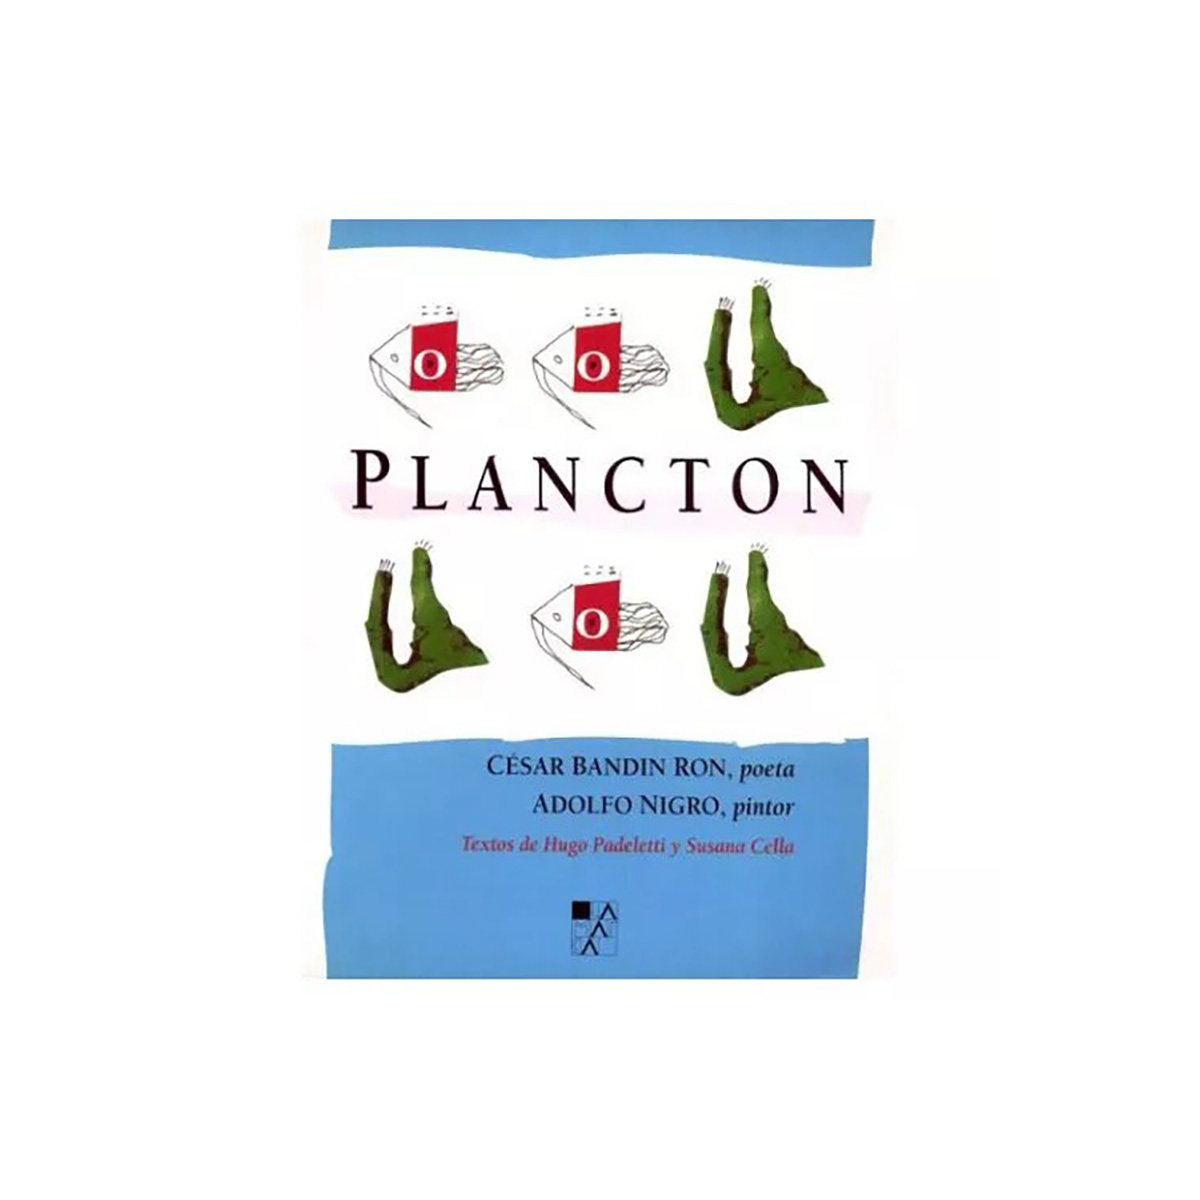 O O
PLANCTON
O
CÉSAR BANDIN RON, poeta
ADOLFO NIGRO, pintor
Textos de Hugo Padeletti y Susana Cella